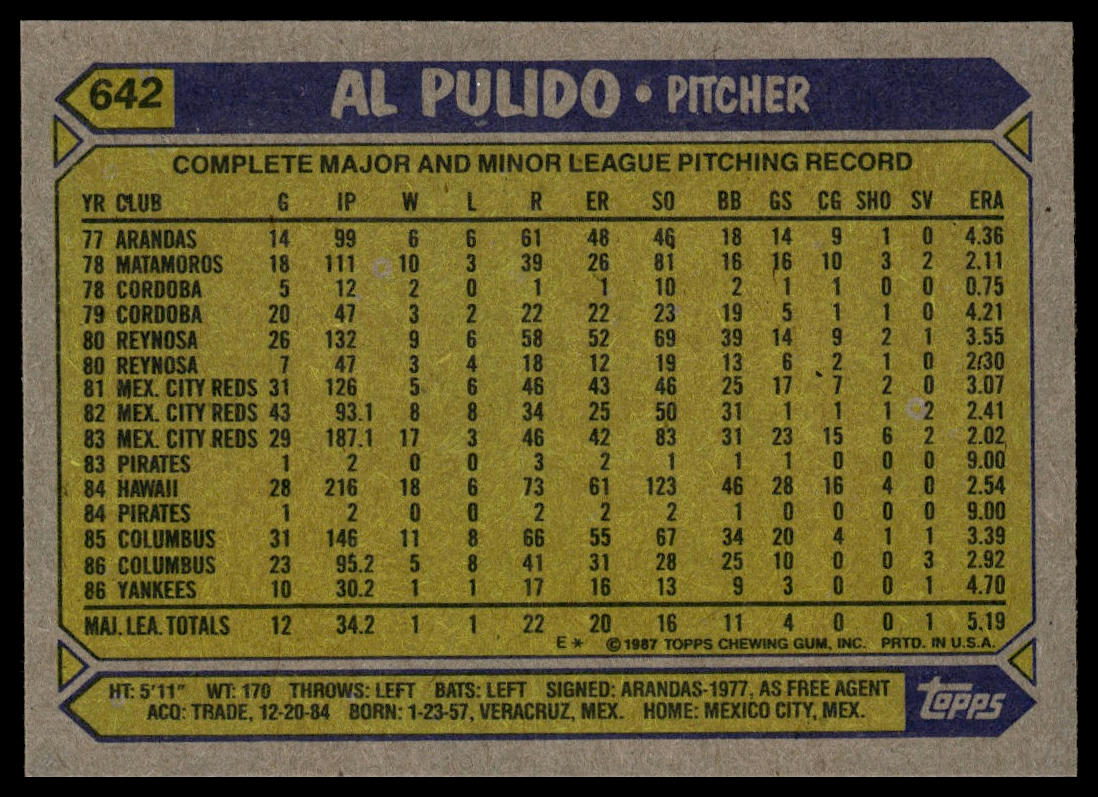 642 AL PULIDO • PITCHER
COMPLETE MAJOR AND MINOR LEAGUE PITCHING RECORD
YR CLUB G IP W L R ER SO BB GS CG SHO SV ERA
77 ARANDAS 14 99 6 6 61 48 46 18 14 9 1 0 4.36
78 MATAMOROS 18 111 10 3 39 26 81 16 16 10 3 2 2.11
78 CORDOBA 5 12 2 0 1 1 10 2 1 1 0 0 0.75
79 CORDOBA 20 47 3 2 22 22 23 19 5 1 1 0 4.21
80 REYNOSA 26 132 9 6 58 52 69 39 14 9 2 1 3.55
80 REYNOSA 7 47 3 4 18 12 19 13 6 2 1 0 2.30
81 MEX. CITY REDS 31 126 5 6 46 43 46 25 17 7 2 0 3.07
82 MEX. CITY REDS 43 93.1 8 8 34 25 50 31 1 1 1 2 2.41
83 MEX. CITY REDS 29 187.1 17 3 46 42 83 31 23 15 6 2 2.02
83 PIRATES 1 2 0 0 3 2 1 1 1 0 0 0 9.00
84 HAWAII 28 216 18 6 73 61 123 46 28 16 4 0 2.54
84 PIRATES 1 2 0 0 2 2 2 1 0 0 0 0 9.00
85 COLUMBUS 31 146 11 8 66 55 67 34 20 4 1 1 3.39
86 COLUMBUS 23 95.2 5 8 41 31 28 25 10 0 0 3 2.92
86 YANKEES 10 30.2 1 1 17 16 13 9 3 0 0 1 4.70
MAJ. LEA. TOTALS 12 34.2 1 1 22 20 16 11 4 0 0 1 5.19
E * ©1987 TOPPS CHEWING GUM, INC. PRTD. IN U.S.A.
HT: 5'11" WT: 170 THROWS: LEFT BATS: LEFT SIGNED: ARANDAS-1977, AS FREE AGENT
ACQ: TRADE, 12-20-84 BORN: 1-23-57, VERACRUZ, MEX. HOME: MEXICO CITY, MEX.
topps